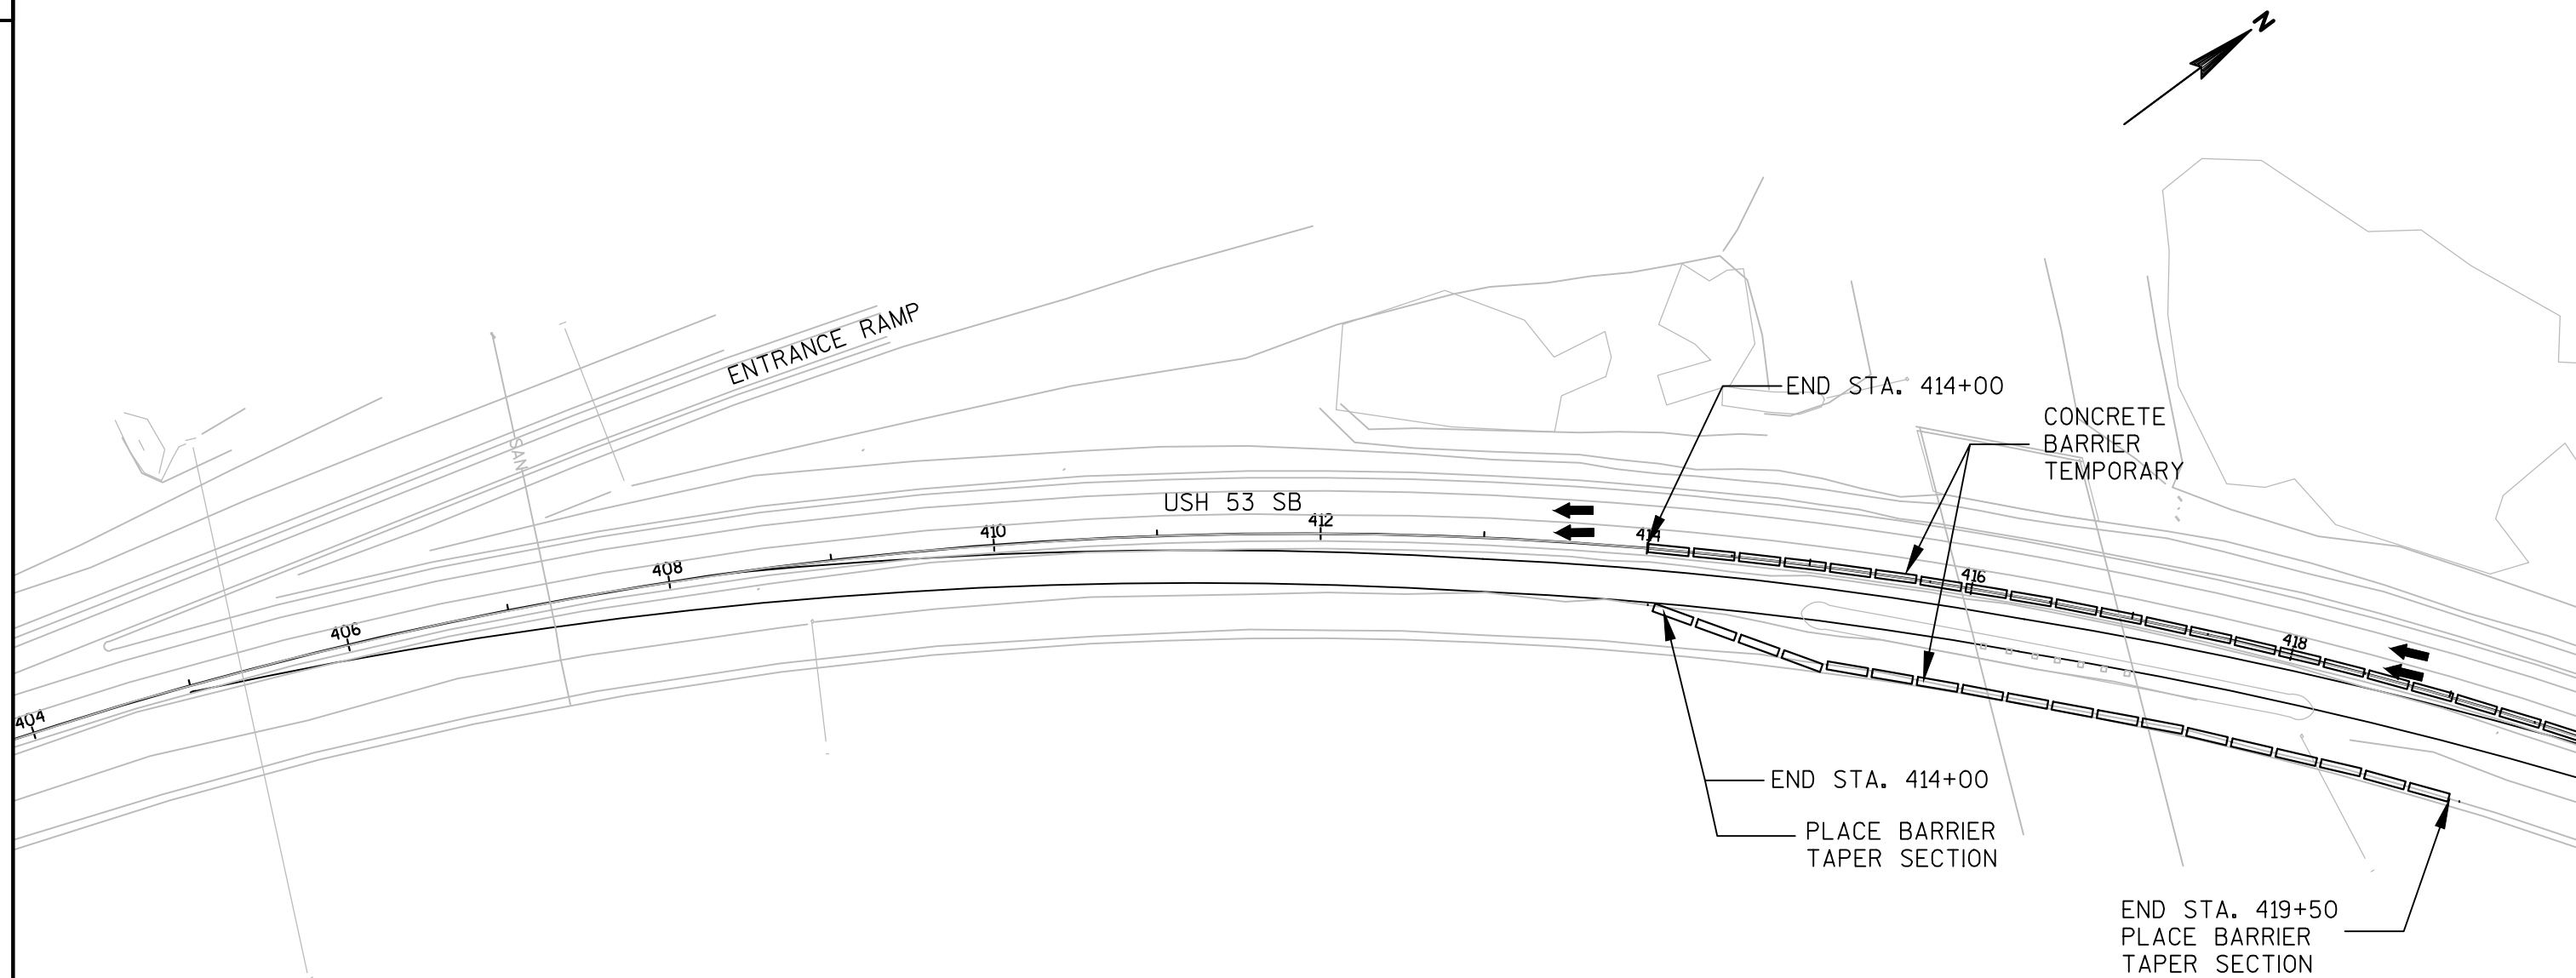 N
ENTRANCE RAMP
END STA. 414+00
CONCRETE
BARRIER
TEMPORARY
SAN
USH 53 SB
404
406
408
410
412
414
416
418
END STA. 414+00
PLACE BARRIER
TAPER SECTION
END STA. 419+50
PLACE BARRIER
TAPER SECTION